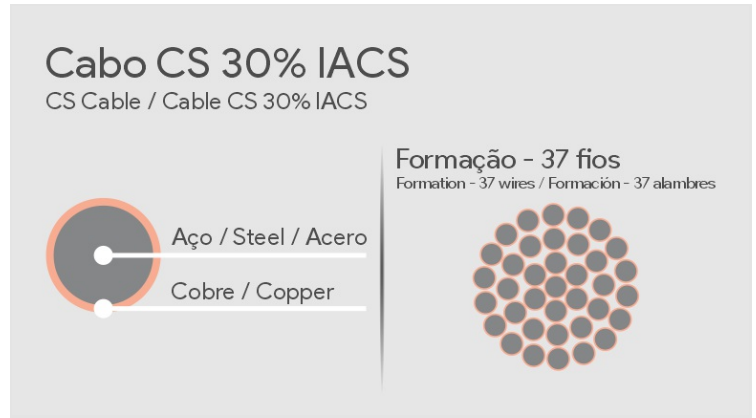 Cabo CS 30% IACS
CS Cable / Cable CS 30% IACS
Aço / Steel / Acero
Cobre / Copper
Formação - 37 fios
Formation - 37 wires / Formación - 37 alambres